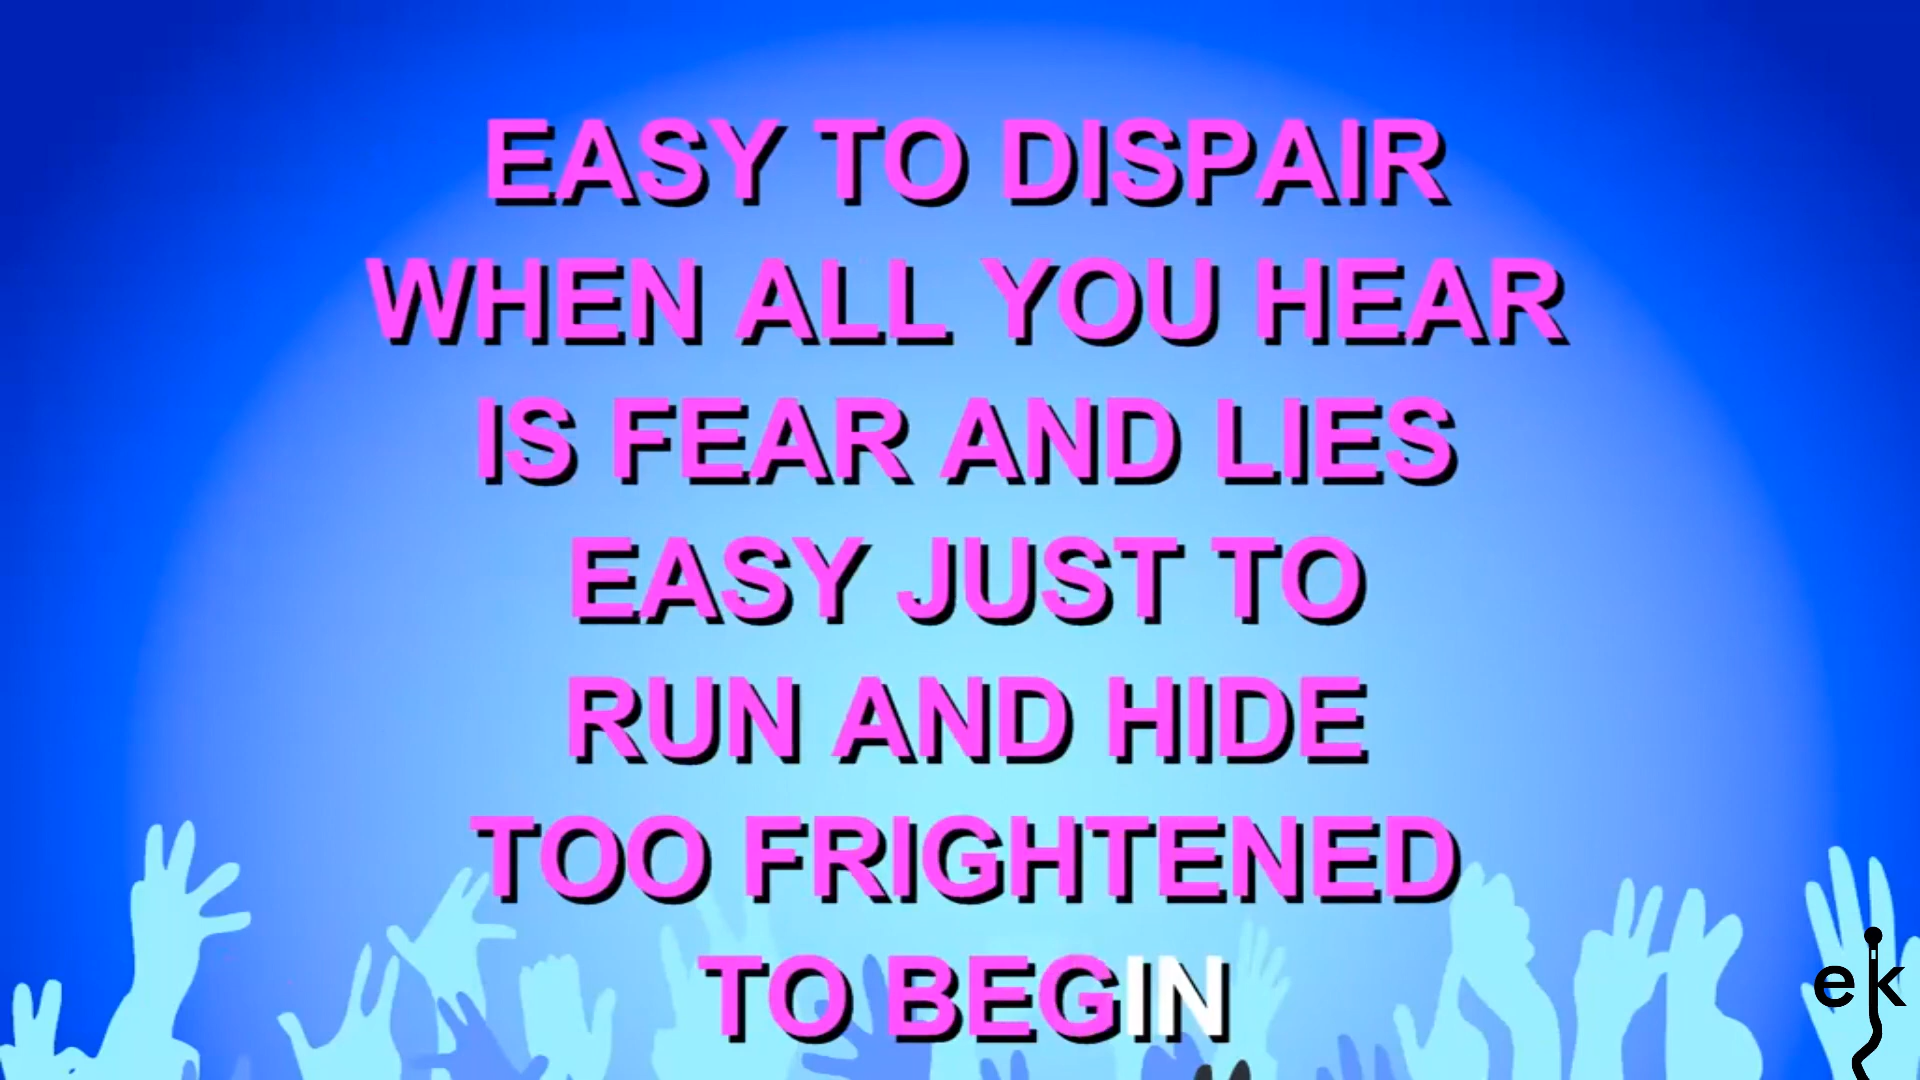 EASY TO DISPAIR
WHEN ALL YOU HEAR
IS FEAR AND LIES
EASY JUST TO
RUN AND HIDE
TOO FRIGHTENED
TO BEGIN
ek